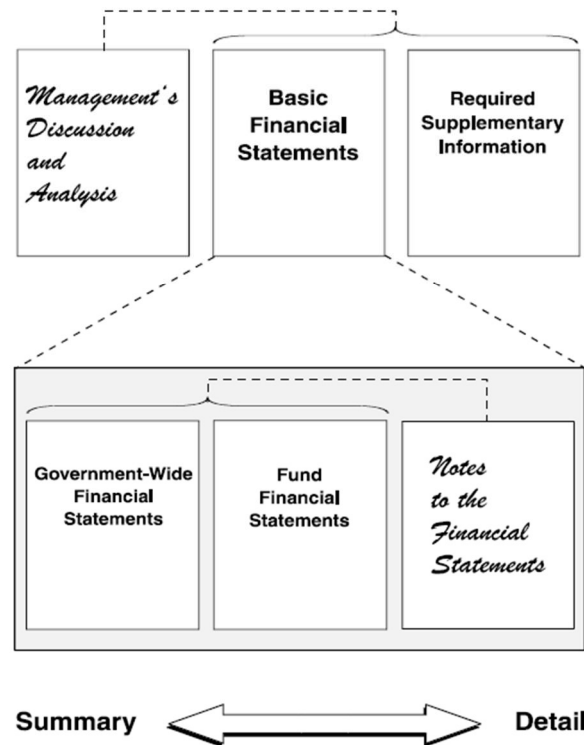 Management's
Discussion
and
Analysis
Basic
Financial
Statements
Required
Supplementary
Information
Government-Wide
Financial
Statements
Fund
Financial
Statements
Notes
to the
Financial
Statements
Summary
Detail